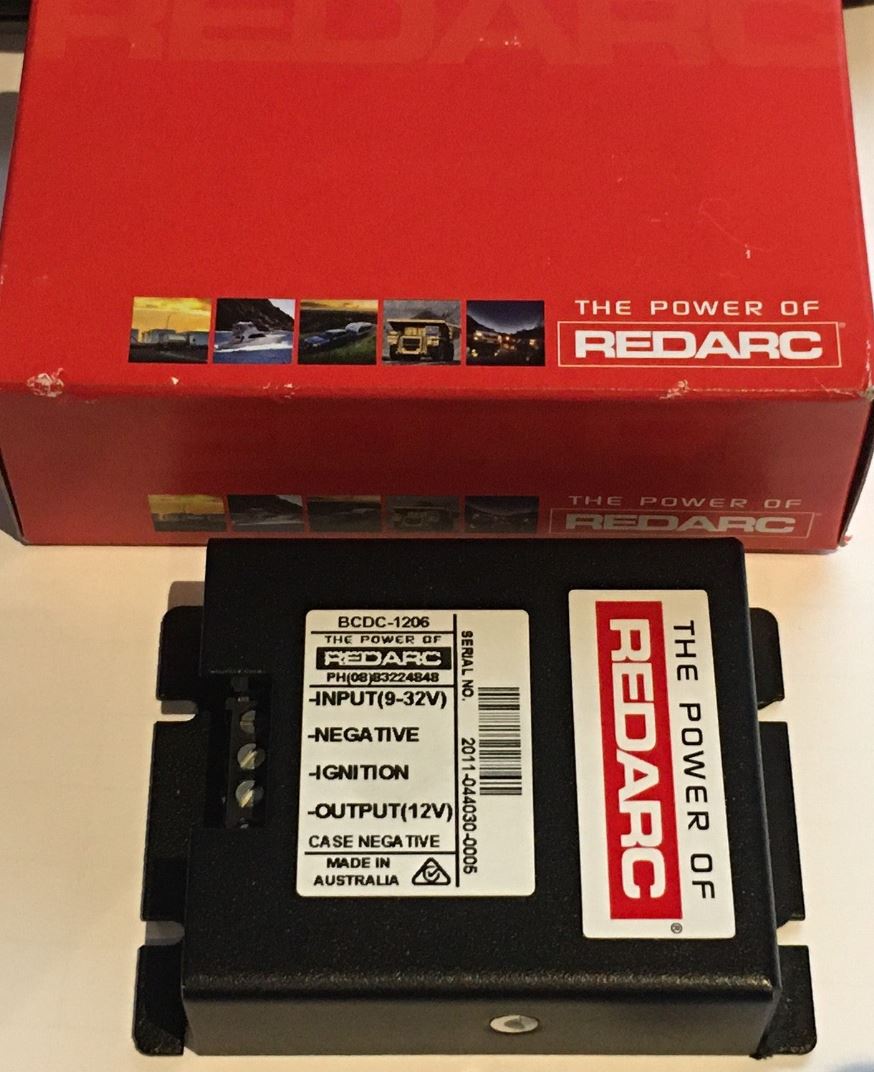 REDARC
THE POWER OF
REDARC
THE POWER OF
REDARC
BCDC-1206
THE POWER OF
REDARC
PH(08)83224848
-INPUT(9-32V)
-NEGATIVE
-IGNITION
-OUTPUT(12V)
CASE NEGATIVE
MADE IN
AUSTRALIA
SERIAL NO. 2011-044030-0005
THE POWER OF
REDARC®